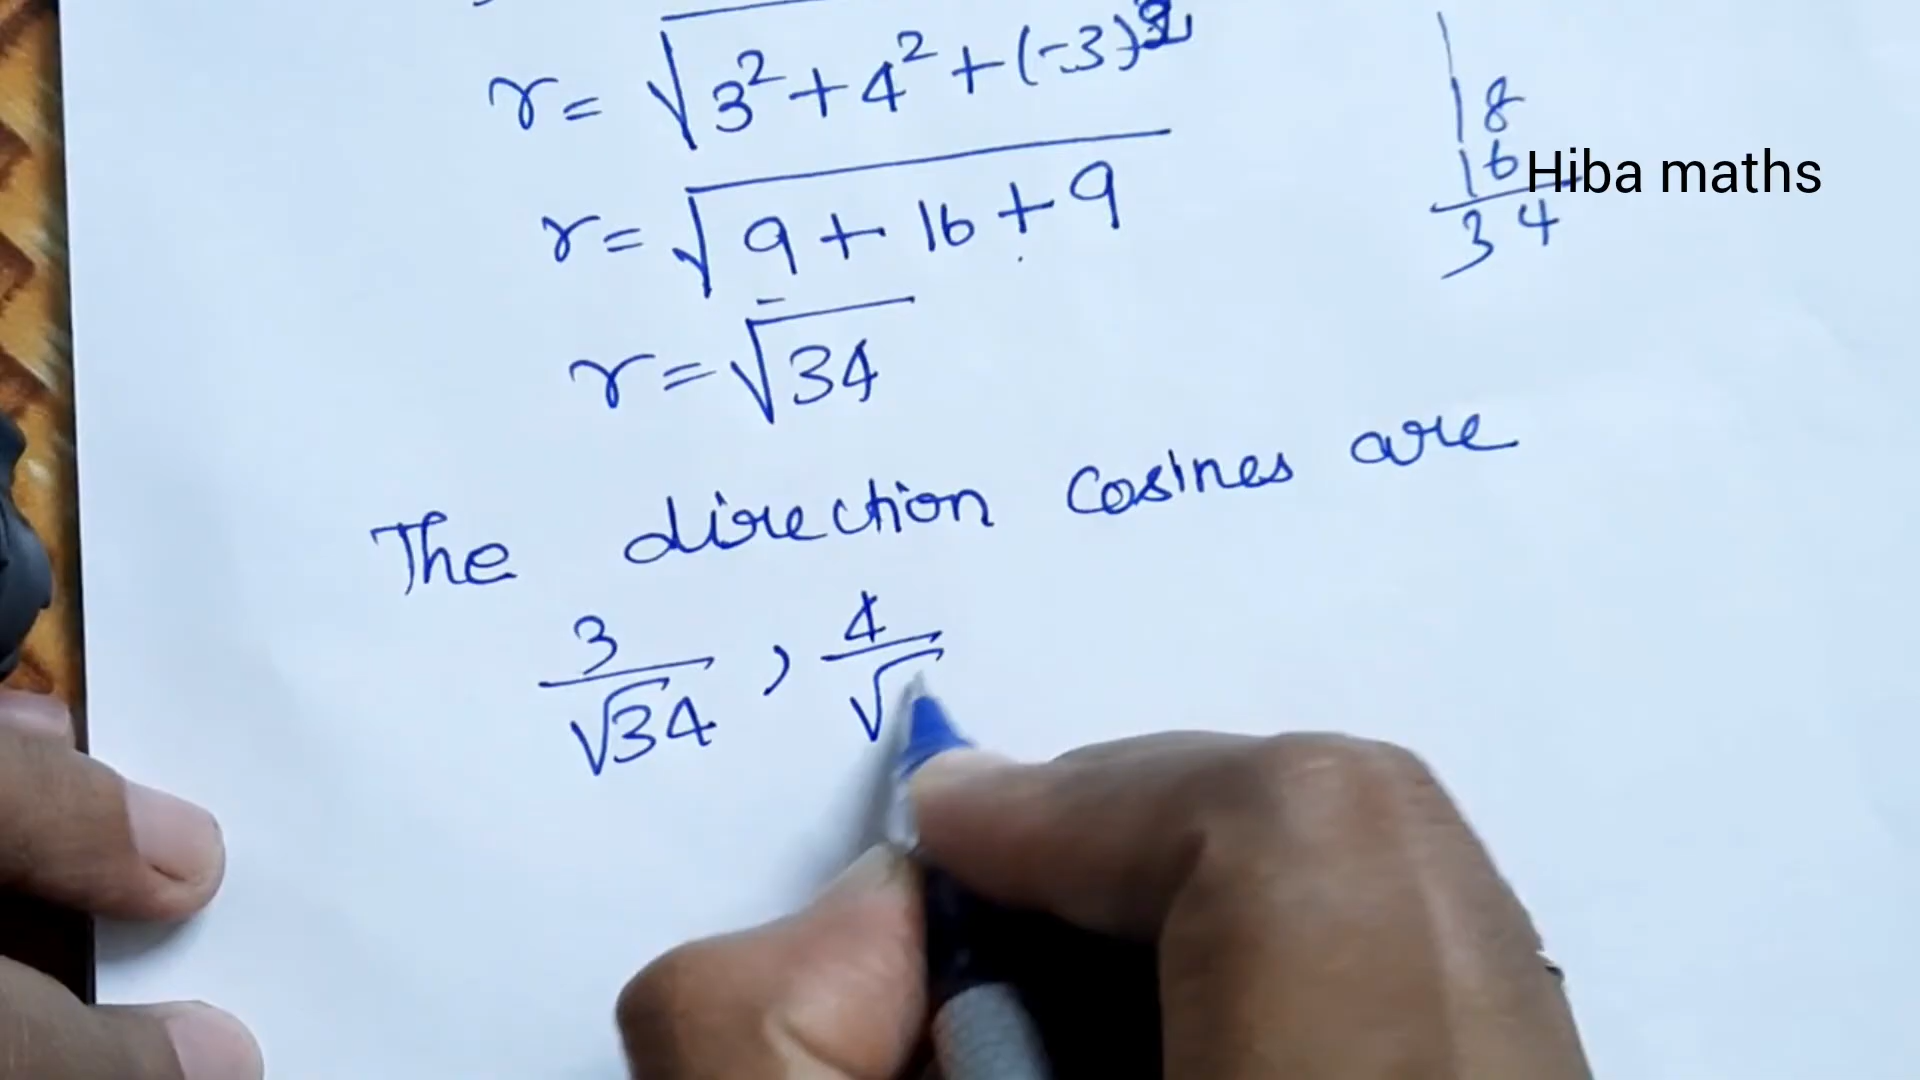 r = √3² + 4² + (-3)²
r = √9 + 16 + 9
r = √34
The direction cosines are
3/√34 , 4/√
18
16
34
Hiba maths